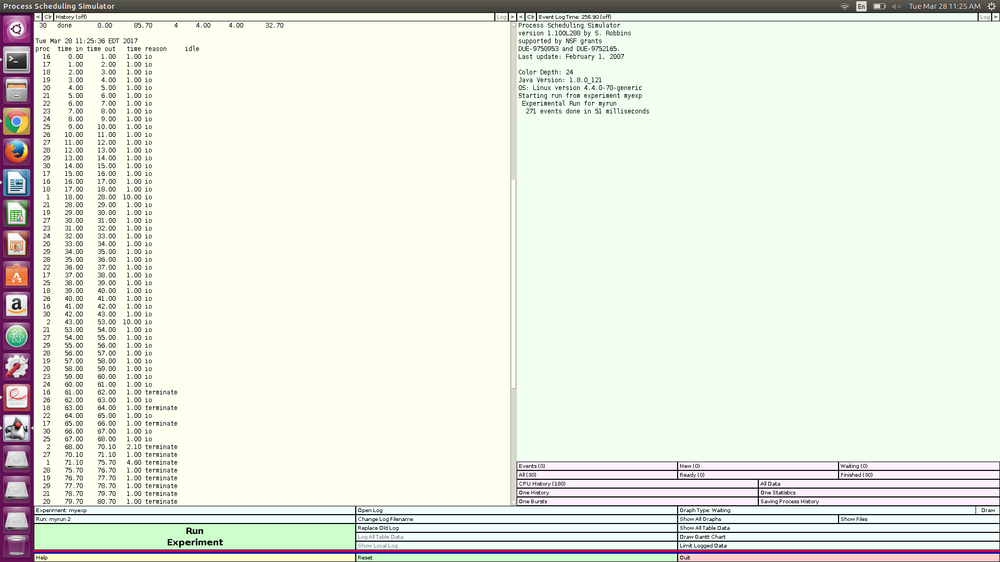 Process Scheduling Simulator
En
Tue Mar 28 11:25 AM
< Clr History (off) Log >
30 done 0.00 85.70 4 4.00 4.00 32.70
Tue Mar 28 11:25:36 EDT 2017
proc time in time out time reason idle
16 0.00 1.00 1.00 io
17 1.00 2.00 1.00 io
18 2.00 3.00 1.00 io
19 3.00 4.00 1.00 io
20 4.00 5.00 1.00 io
21 5.00 6.00 1.00 io
22 6.00 7.00 1.00 io
23 7.00 8.00 1.00 io
24 8.00 9.00 1.00 io
25 9.00 10.00 1.00 io
26 10.00 11.00 1.00 io
27 11.00 12.00 1.00 io
28 12.00 13.00 1.00 io
29 13.00 14.00 1.00 io
30 14.00 15.00 1.00 io
17 15.00 16.00 1.00 io
16 16.00 17.00 1.00 io
18 17.00 18.00 1.00 io
1 18.00 28.00 10.00 io
21 28.00 29.00 1.00 io
19 29.00 30.00 1.00 io
27 30.00 31.00 1.00 io
23 31.00 32.00 1.00 io
24 32.00 33.00 1.00 io
20 33.00 34.00 1.00 io
29 34.00 35.00 1.00 io
28 35.00 36.00 1.00 io
22 36.00 37.00 1.00 io
17 37.00 38.00 1.00 io
25 38.00 39.00 1.00 io
18 39.00 40.00 1.00 io
26 40.00 41.00 1.00 io
16 41.00 42.00 1.00 io
30 42.00 43.00 1.00 io
2 43.00 53.00 10.00 io
21 53.00 54.00 1.00 io
27 54.00 55.00 1.00 io
29 55.00 56.00 1.00 io
28 56.00 57.00 1.00 io
19 57.00 58.00 1.00 io
20 58.00 59.00 1.00 io
23 59.00 60.00 1.00 io
24 60.00 61.00 1.00 io
16 61.00 62.00 1.00 terminate
26 62.00 63.00 1.00 io
18 63.00 64.00 1.00 terminate
22 64.00 65.00 1.00 io
17 65.00 66.00 1.00 terminate
30 66.00 67.00 1.00 io
25 67.00 68.00 1.00 io
2 68.00 70.10 2.10 terminate
27 70.10 71.10 1.00 terminate
1 71.10 75.70 4.60 terminate
28 75.70 76.70 1.00 terminate
19 76.70 77.70 1.00 terminate
29 77.70 78.70 1.00 terminate
21 78.70 79.70 1.00 terminate
20 79.70 80.70 1.00 terminate
< Clr Event Log Time: 256.90 (off) Log >
Process Scheduling Simulator
version 1.100L288 by S. Robbins
supported by NSF grants
DUE-9750953 and DUE-9752165.
Last update: February 1, 2007
Color Depth: 24
Java Version: 1.8.0_121
OS: Linux version 4.4.0-70-generic
Starting run from experiment myexp
Experimental Run for myrun
271 events done in 51 milliseconds
Events (0) New (0) Waiting (0)
All (30) Ready (0) Finished (30)
CPU History (180) All Data
One History One Statistics
One Bursts Saving Process History
Experiment: myexp Open Log Graph Type: Waiting Draw
Run: myrun 2 Change Log Filename Show All Graphs Show Files
Run
Experiment
Replace Old Log Show All Table Data
Log All Table Data Draw Gantt Chart
Show Local Log Limit Logged Data
Help Reset Quit